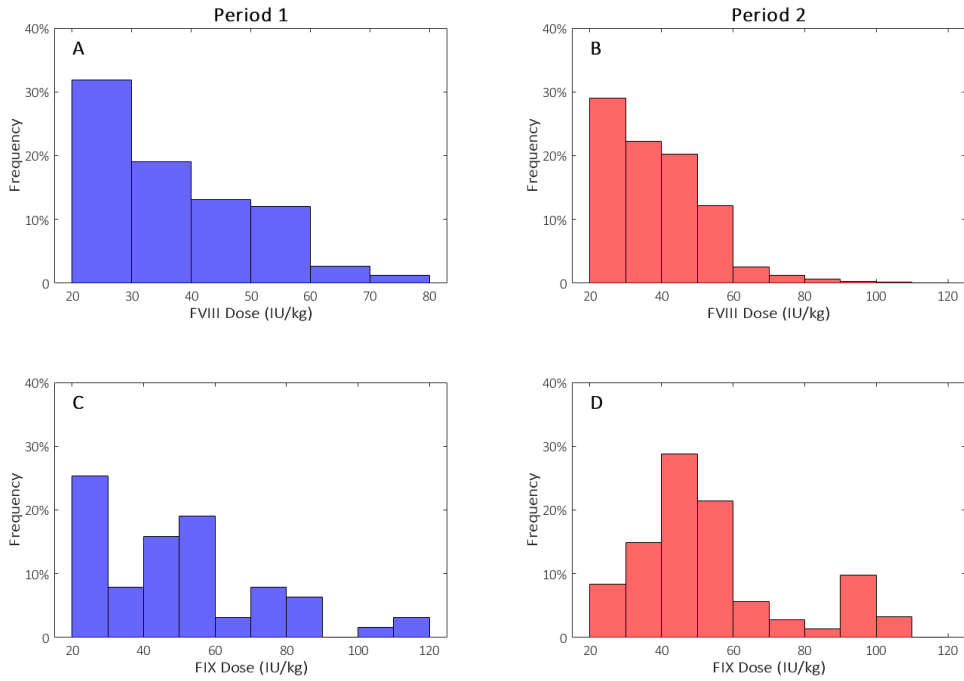 Period 1
Period 2
A
40%
30%
20%
10%
0
Frequency
20 30 40 50 60 70 80
FVIII Dose (IU/kg)
B
40%
30%
20%
10%
0
Frequency
20 40 60 80 100 120
FVIII Dose (IU/kg)
C
40%
30%
20%
10%
0
Frequency
20 40 60 80 100 120
FIX Dose (IU/kg)
D
40%
30%
20%
10%
0
Frequency
20 40 60 80 100 120
FIX Dose (IU/kg)